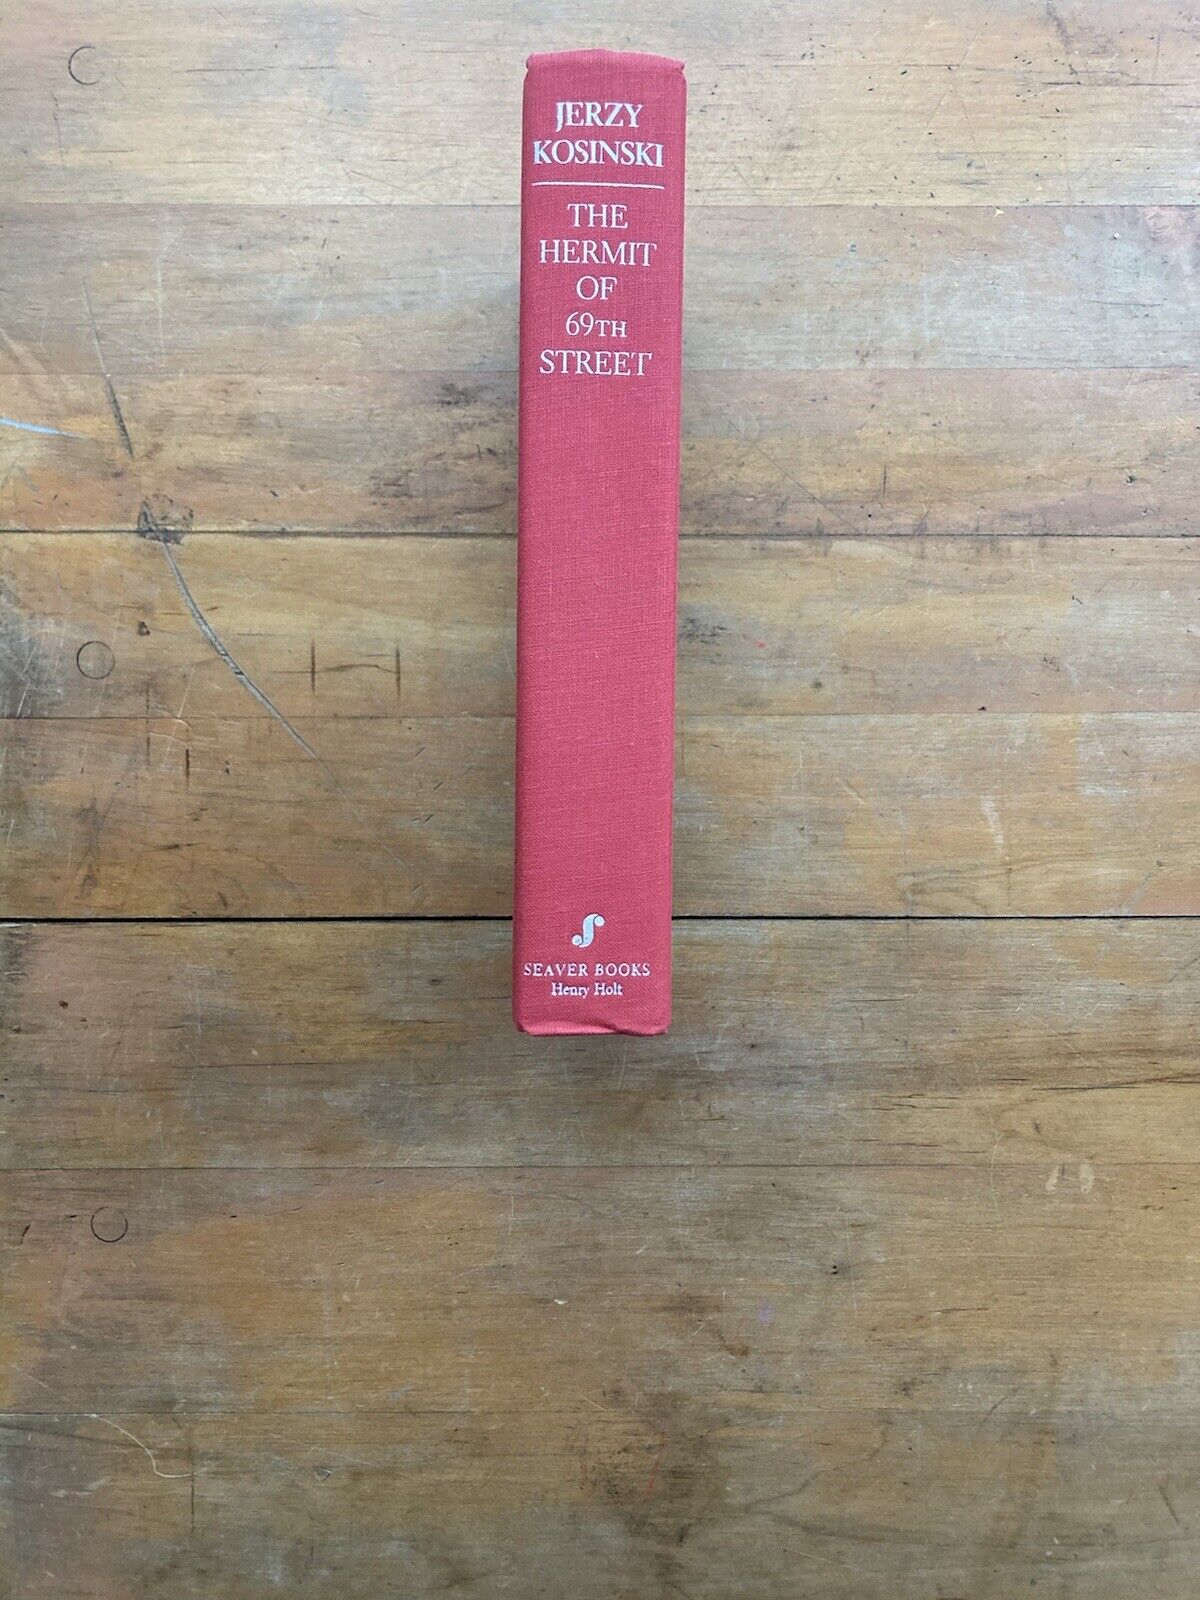 JERZY
KOSINSKI
THE
HERMIT
OF
69TH
STREET
SEAVER BOOKS
Henry Holt